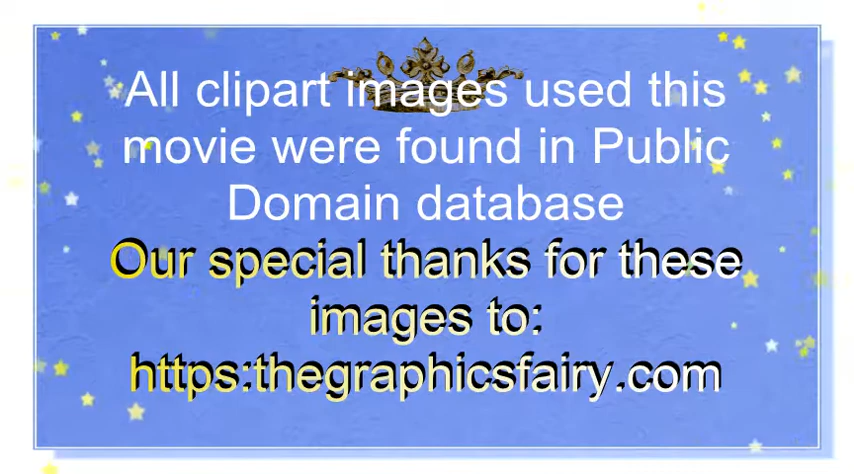 All clipart images used this
movie were found in Public
Domain database
Our special thanks for these
images to:
https:thegraphicsfairy.com